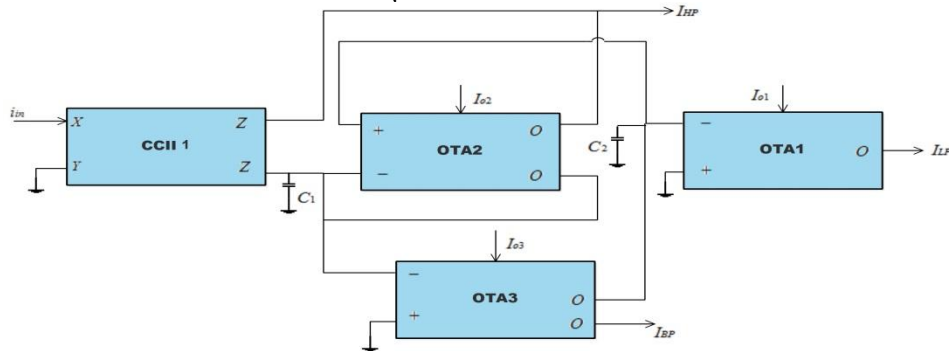 I_HP
I_o2
I_o1
i_in
X
Z
+
O
C_2
−
CCII 1
OTA2
OTA1
O
I_LP
Y
Z
−
O
+
C_1
I_o3
−
OTA3
O
+
O
I_BP